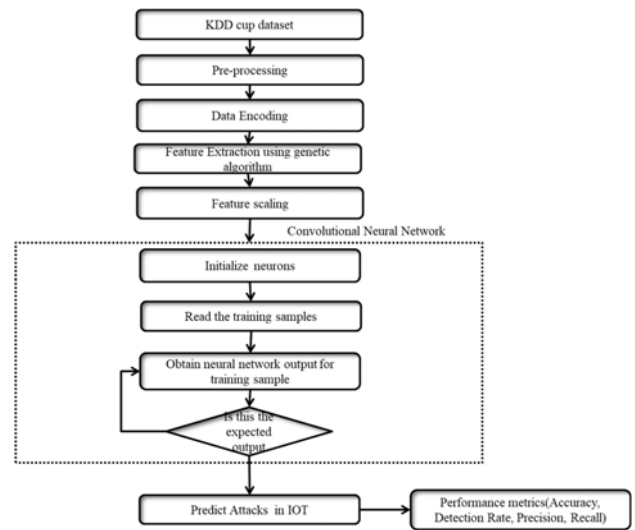 KDD cup dataset
Pre-processing
Data Encoding
Feature Extraction using genetic
algorithm
Feature scaling
Convolutional Neural Network
Initialize neurons
Read the training samples
Obtain neural network output for
training sample
Is this the
expected
output
Predict Attacks in IOT
Performance metrics(Accuracy,
Detection Rate, Precision, Recall)